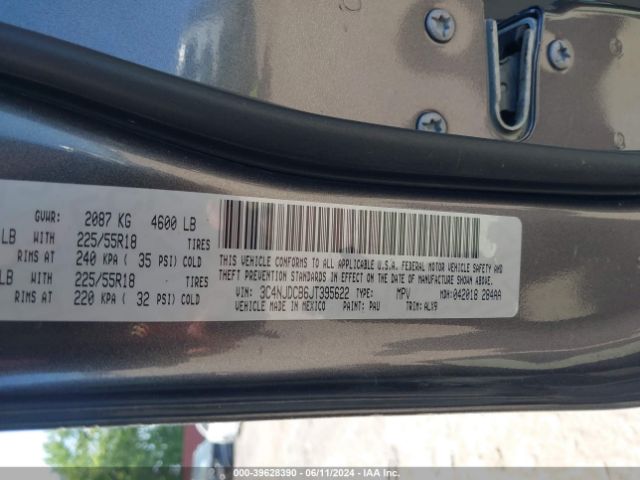 GVWR: 2087 KG 4600 LB
LB WITH 225/55R18 TIRES
RIMS AT 240 KPA ( 35 PSI) COLD
LB WITH 225/55R18 TIRES
RIMS AT 220 KPA ( 32 PSI) COLD
THIS VEHICLE CONFORMS TO ALL APPLICABLE U.S.A. FEDERAL MOTOR VEHICLE SAFETY AND
THEFT PREVENTION STANDARDS IN EFFECT ON THE DATE OF MANUFACTURE SHOWN ABOVE.
VIN: 3C4NJDCB6JT395622 TYPE: MPV MDH:042018 284AA
VEHICLE MADE IN MEXICO PAINT: PAU TRIM: ALX9
000-39628390 - 06/11/2024 - IAA Inc.